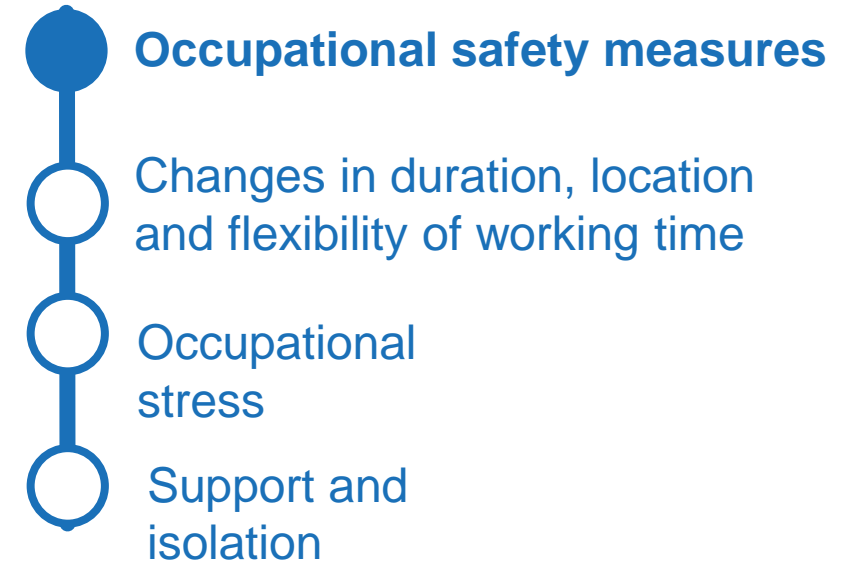 Occupational safety measures
Changes in duration, location
and flexibility of working time
Occupational
stress
Support and
isolation